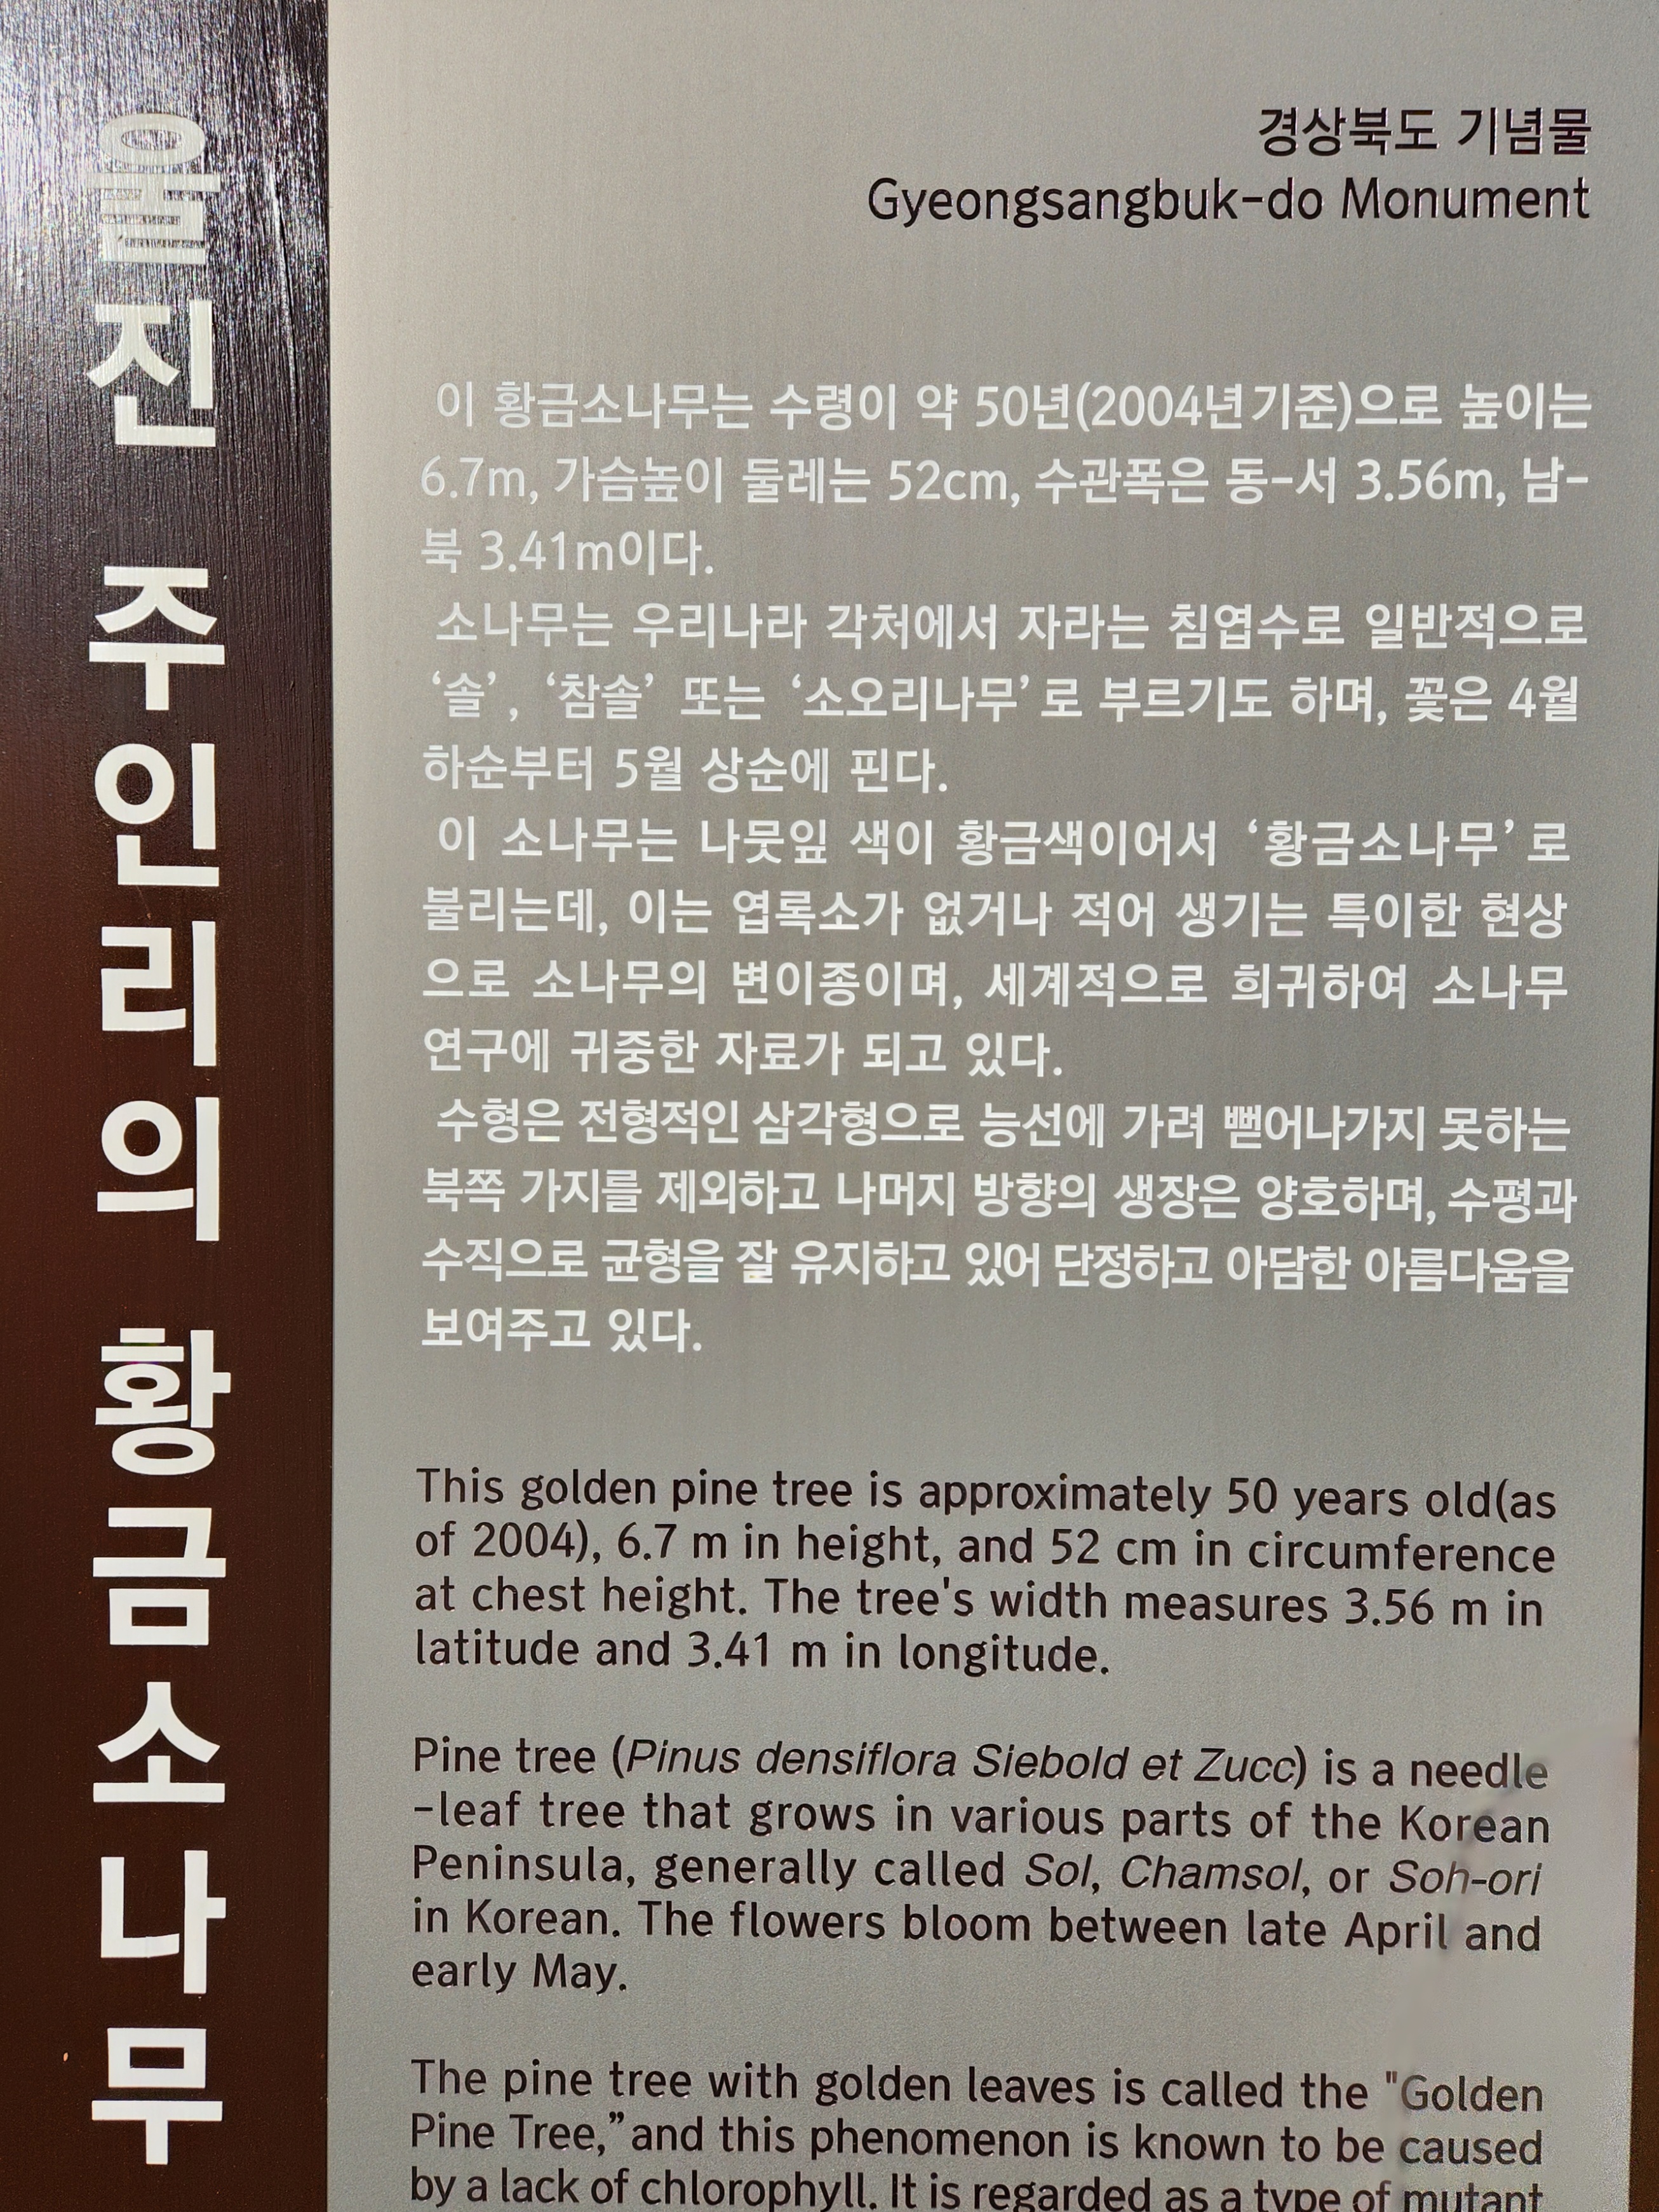 울진 주인리의 황금소나무
경상북도 기념물
Gyeongsangbuk-do Monument
이 황금소나무는 수령이 약 50년(2004년기준)으로 높이는
6.7m, 가슴높이 둘레는 52cm, 수관폭은 동-서 3.56m, 남-
북 3.41m이다.
소나무는 우리나라 각처에서 자라는 침엽수로 일반적으로
‘솔’, ‘참솔’ 또는 ‘소오리나무’로 부르기도 하며, 꽃은 4월
하순부터 5월 상순에 핀다.
이 소나무는 나뭇잎 색이 황금색이어서 ‘황금소나무’로
불리는데, 이는 엽록소가 없거나 적어 생기는 특이한 현상
으로 소나무의 변이종이며, 세계적으로 희귀하여 소나무
연구에 귀중한 자료가 되고 있다.
수형은 전형적인 삼각형으로 능선에 가려 뻗어나가지 못하는
북쪽 가지를 제외하고 나머지 방향의 생장은 양호하며, 수평과
수직으로 균형을 잘 유지하고 있어 단정하고 아담한 아름다움을
보여주고 있다.
This golden pine tree is approximately 50 years old(as
of 2004), 6.7 m in height, and 52 cm in circumference
at chest height. The tree's width measures 3.56 m in
latitude and 3.41 m in longitude.
Pine tree (Pinus densiflora Siebold et Zucc) is a needle
-leaf tree that grows in various parts of the Korean
Peninsula, generally called Sol, Chamsol, or Soh-ori
in Korean. The flowers bloom between late April and
early May.
The pine tree with golden leaves is called the "Golden
Pine Tree,”and this phenomenon is known to be caused
by a lack of chlorophyll. It is regarded as a type of mutant